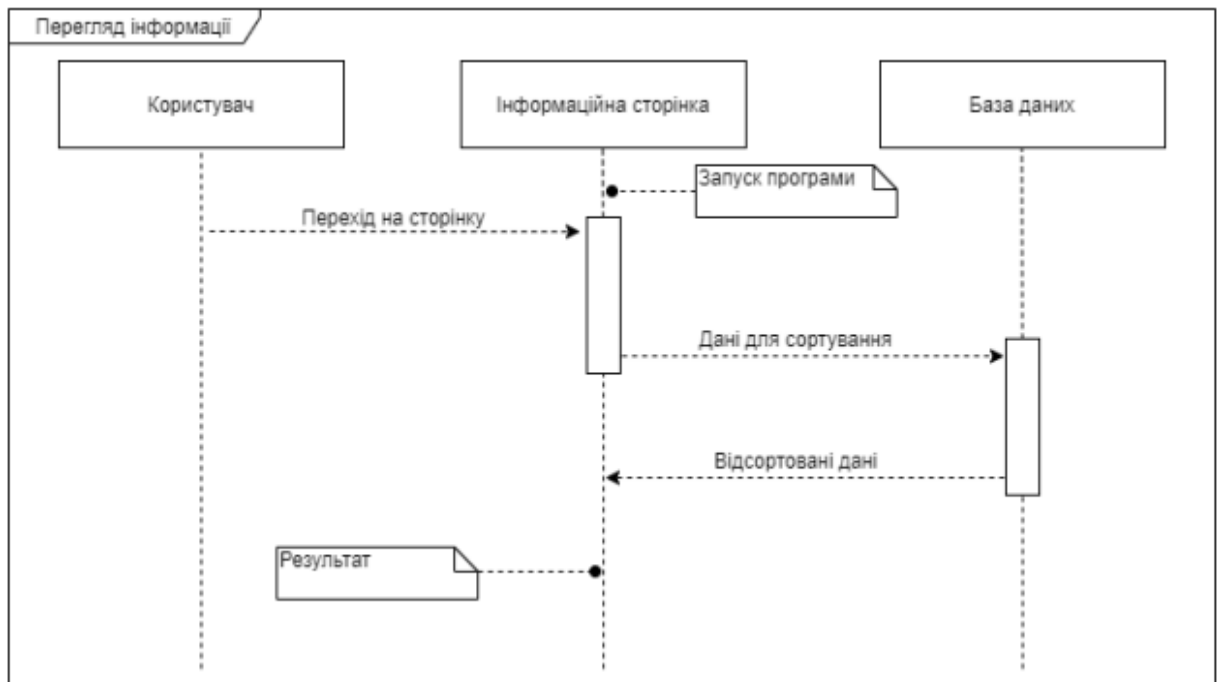 Перегляд інформації
Користувач
Інформаційна сторінка
База даних
Запуск програми
Перехід на сторінку
Дані для сортування
Відсортовані дані
Результат